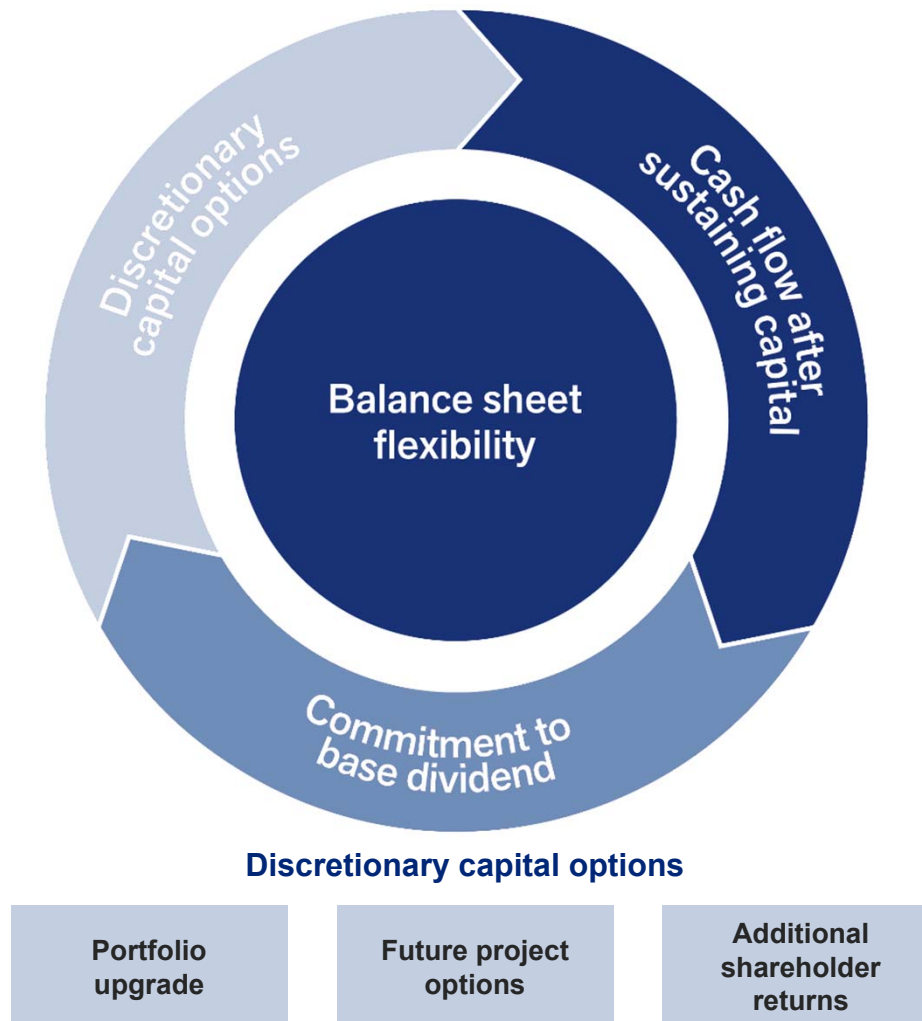 Discretionary
capital options
Cash flow after
sustaining capital
Balance sheet
flexibility
Commitment to
base dividend
Discretionary capital options
Portfolio
upgrade
Future project
options
Additional
shareholder
returns